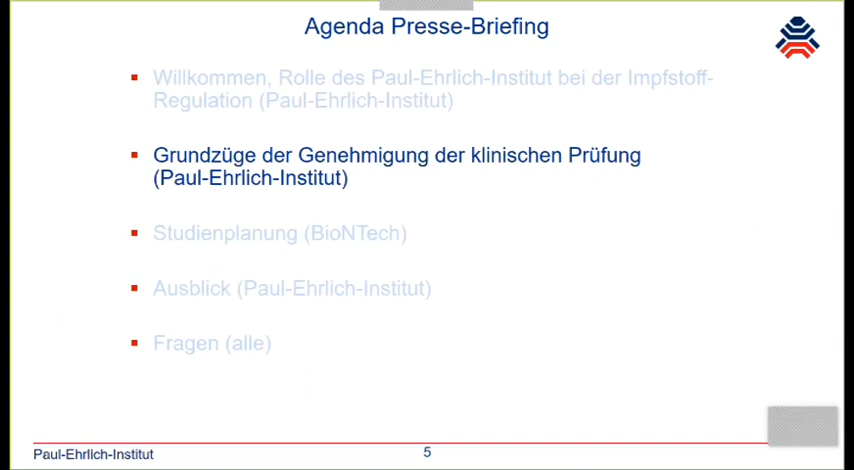 Agenda Presse-Briefing
Willkommen, Rolle des Paul-Ehrlich-Institut bei der Impfstoff-
Regulation (Paul-Ehrlich-Institut)
Grundzüge der Genehmigung der klinischen Prüfung
(Paul-Ehrlich-Institut)
Studienplanung (BioNTech)
Ausblick (Paul-Ehrlich-Institut)
Fragen (alle)
Paul-Ehrlich-Institut
5